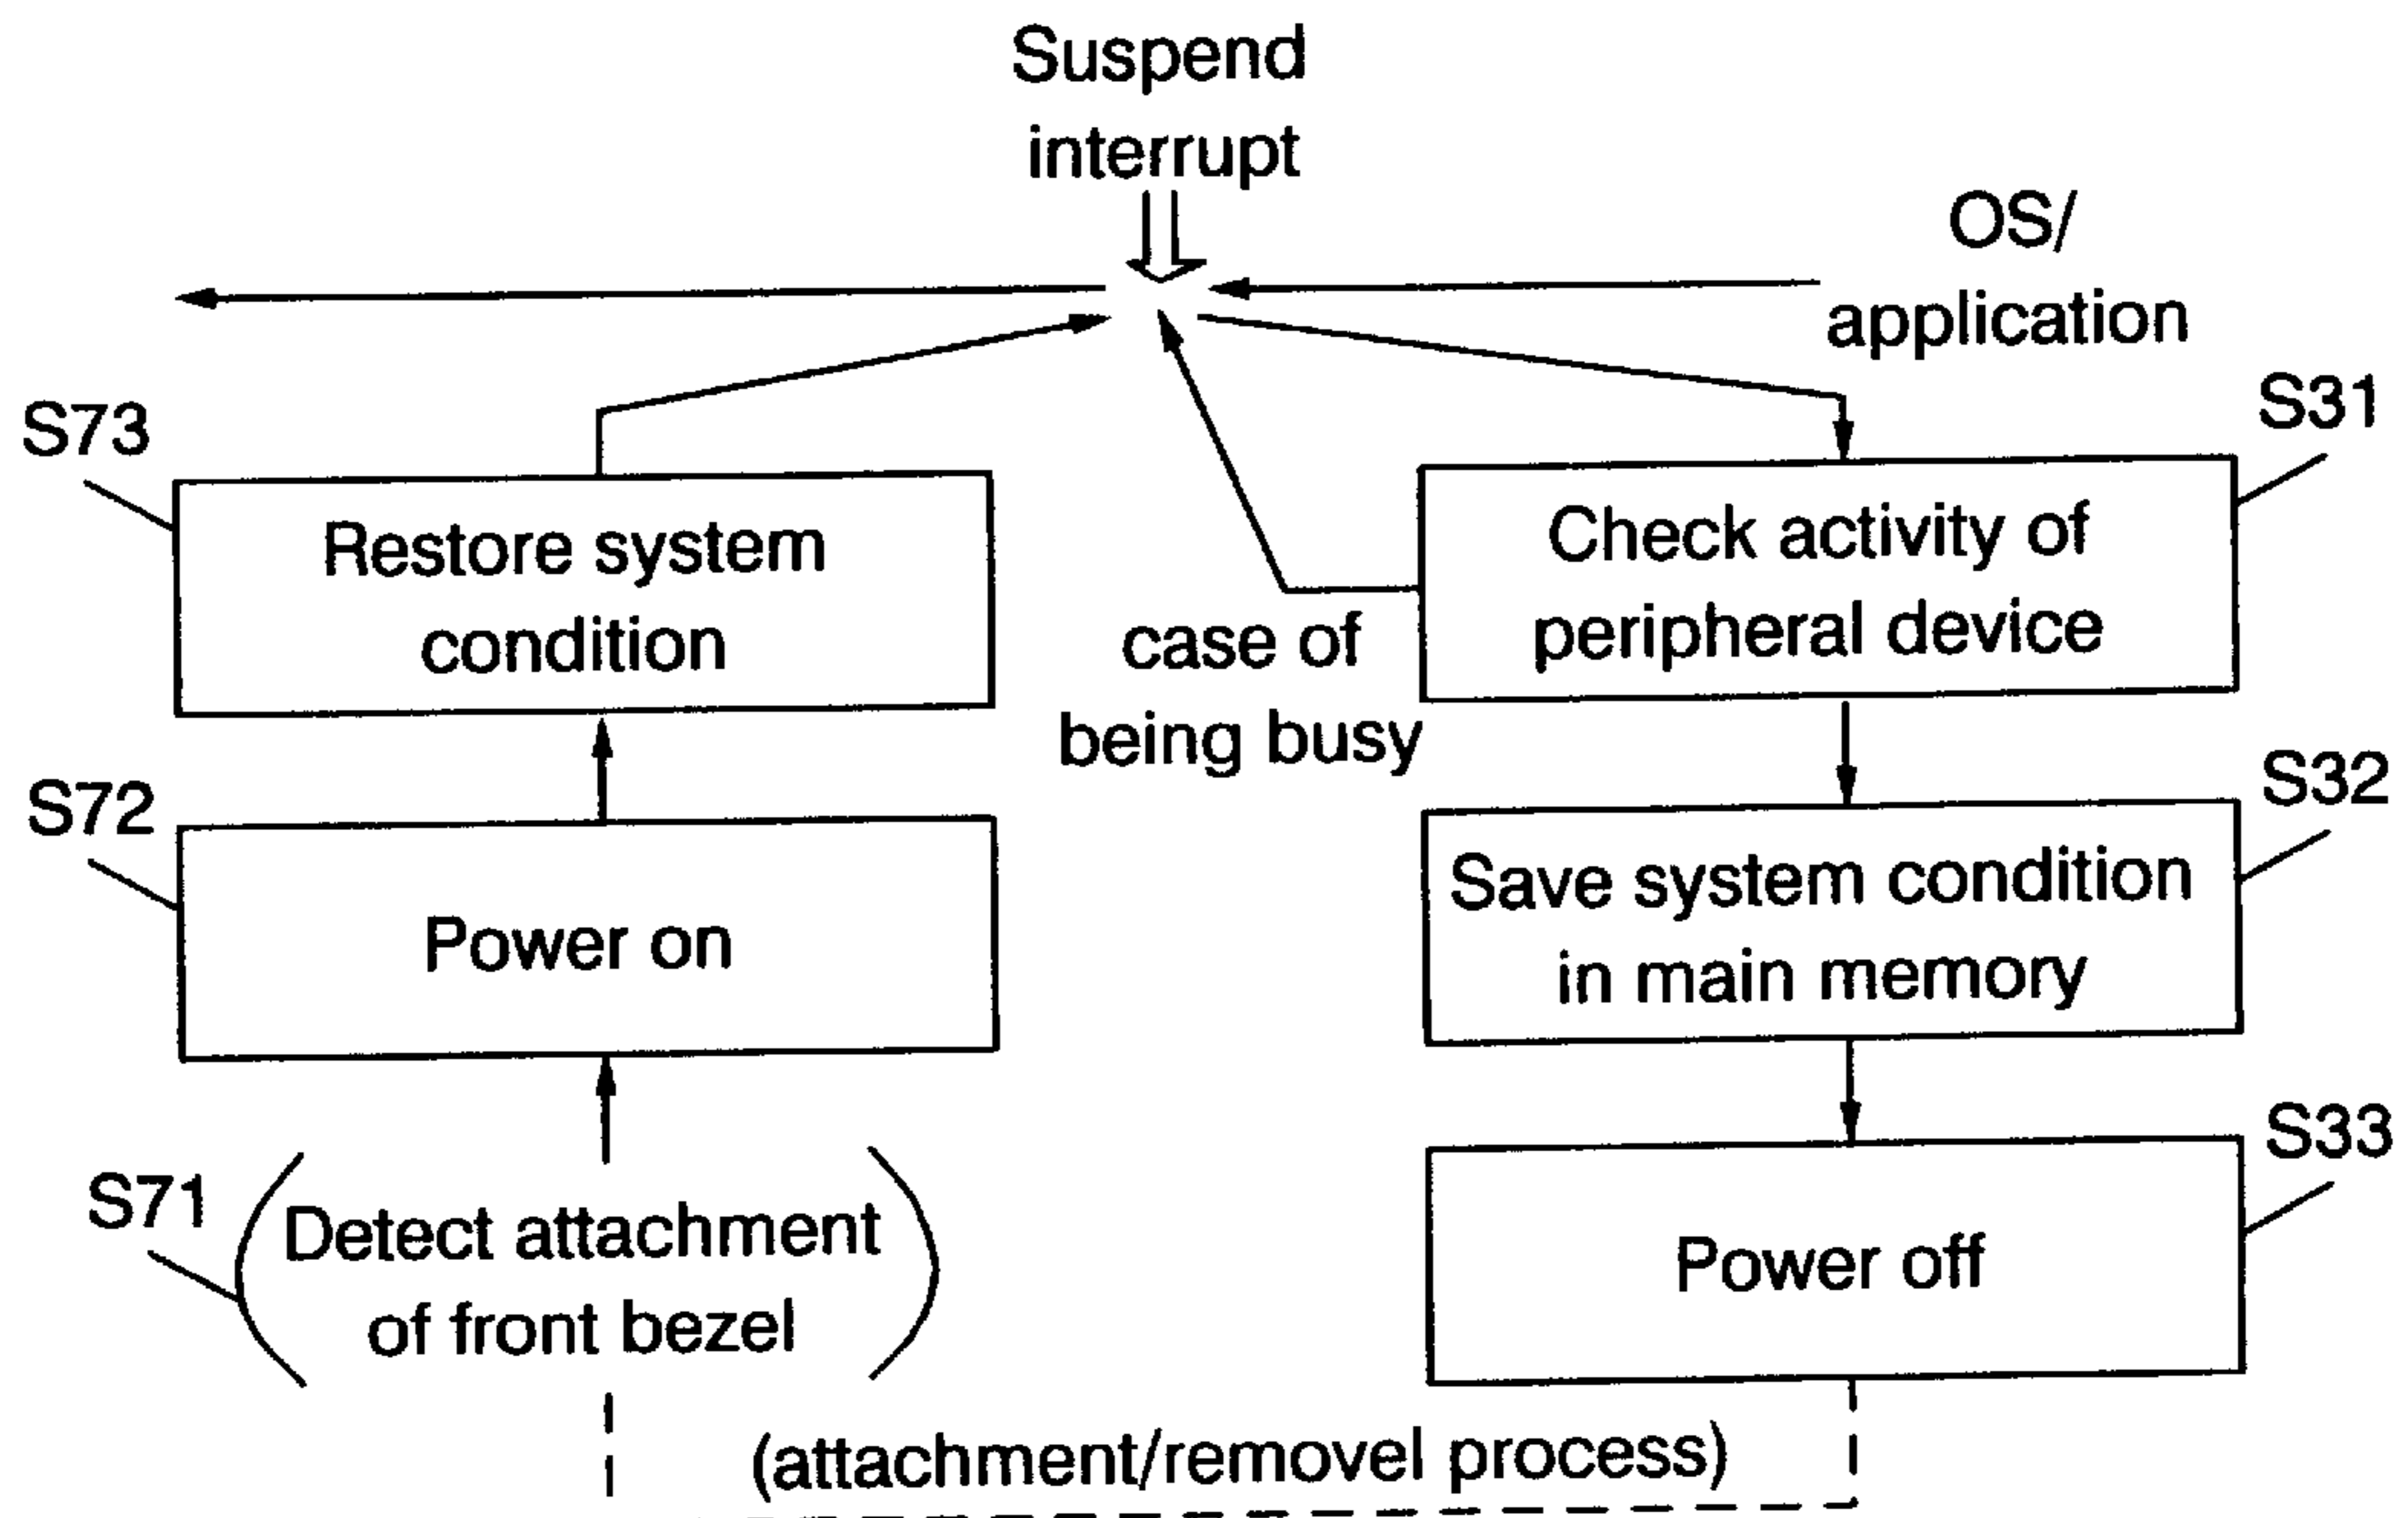 Suspend
interrupt
OS/
application
S73
Restore system
condition
S31
Check activity of
peripheral device
case of
being busy
S72
Power on
S32
Save system condition
in main memory
S71
Detect attachment
of front bezel
S33
Power off
(attachment/removel process)